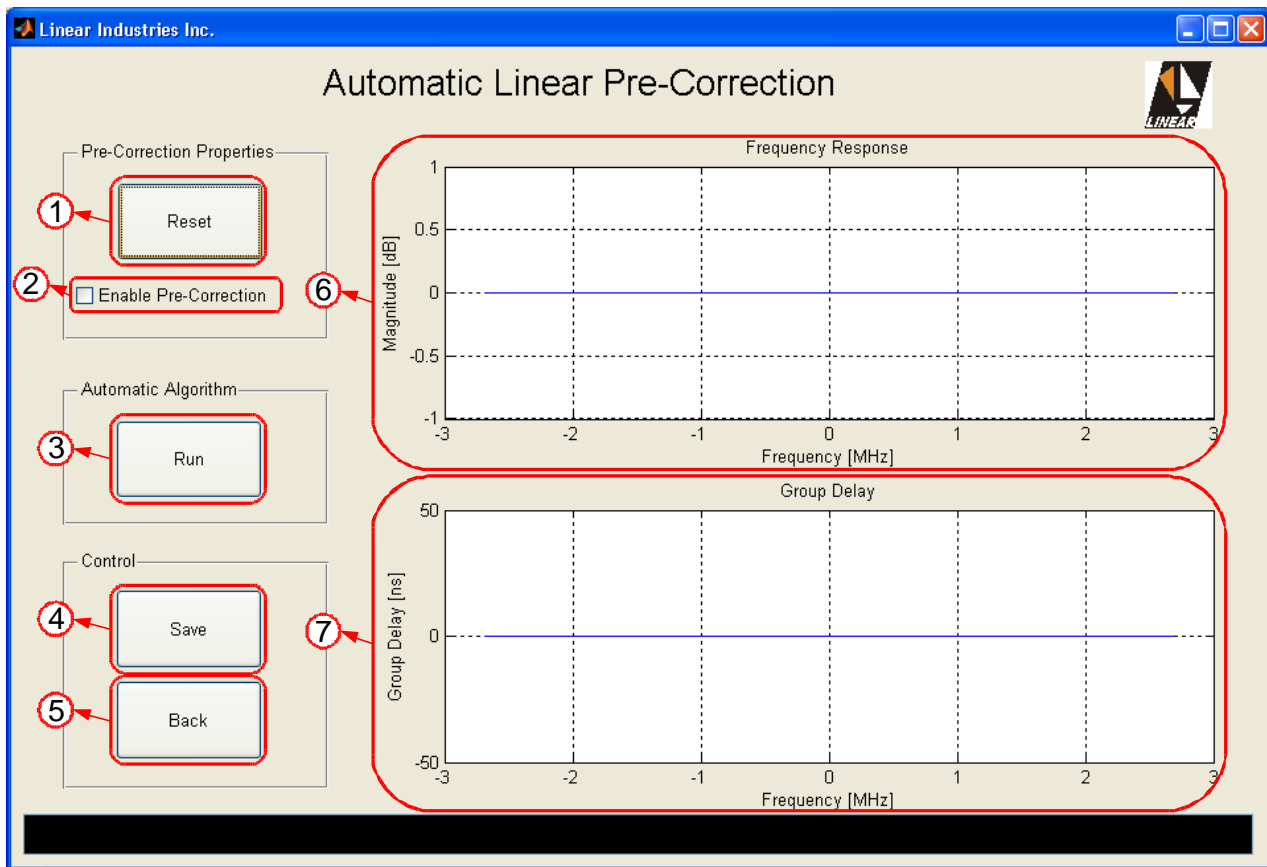 Linear Industries Inc.
Automatic Linear Pre-Correction
LINEAR
Pre-Correction Properties
1
Reset
2
Enable Pre-Correction
Automatic Algorithm
3
Run
Control
4
Save
5
Back
6
Frequency Response
Magnitude [dB]
1
0.5
0
-0.5
-1
-3 -2 -1 0 1 2 3
Frequency [MHz]
7
Group Delay
Group Delay [ns]
50
0
-50
-3 -2 -1 0 1 2 3
Frequency [MHz]